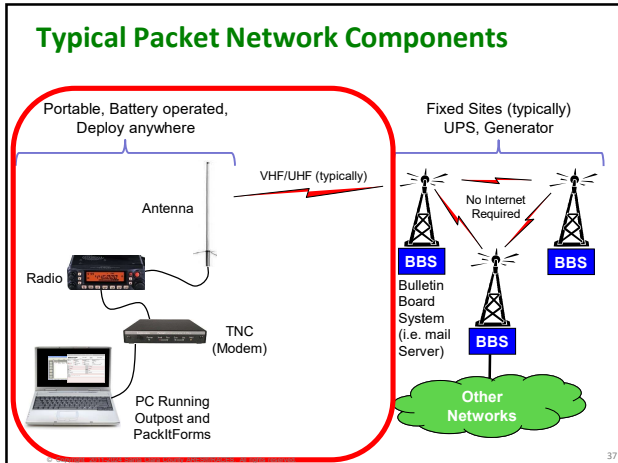 Typical Packet Network Components
Portable, Battery operated,
Deploy anywhere
Fixed Sites (typically)
UPS, Generator
VHF/UHF (typically)
Antenna
No Internet
Required
Radio
BBS
BBS
Bulletin
Board
System
(i.e. mail
Server)
BBS
TNC
(Modem)
PC Running
Outpost and
PackItForms
Other
Networks
37